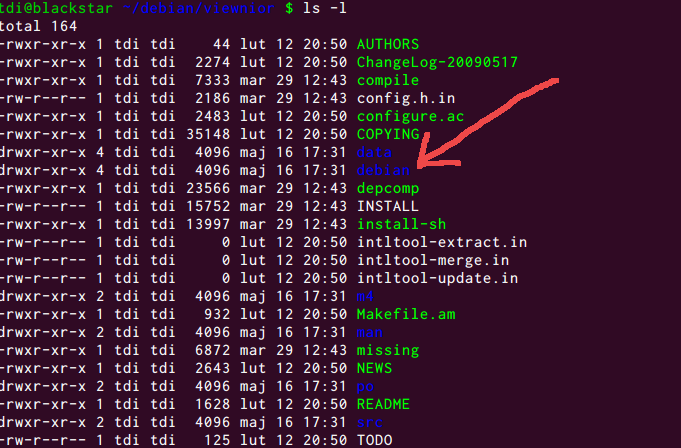 tdi@blackstar ~/debian/viewnior $ ls -l
total 164
-rwxr-xr-x 1 tdi tdi    44 lut 12 20:50 AUTHORS
-rwxr-xr-x 1 tdi tdi  2274 lut 12 20:50 ChangeLog-20090517
-rwxr-xr-x 1 tdi tdi  7333 mar 29 12:43 compile
-rw-r--r-- 1 tdi tdi  2186 mar 29 12:43 config.h.in
-rwxr-xr-x 1 tdi tdi  2483 lut 12 20:50 configure.ac
-rwxr-xr-x 1 tdi tdi 35148 lut 12 20:50 COPYING
drwxr-xr-x 4 tdi tdi  4096 maj 16 17:31 data
drwxr-xr-x 4 tdi tdi  4096 maj 16 17:31 debian
-rwxr-xr-x 1 tdi tdi 23566 mar 29 12:43 depcomp
-rw-r--r-- 1 tdi tdi 15752 mar 29 12:43 INSTALL
-rwxr-xr-x 1 tdi tdi 13997 mar 29 12:43 install-sh
-rw-r--r-- 1 tdi tdi     0 lut 12 20:50 intltool-extract.in
-rw-r--r-- 1 tdi tdi     0 lut 12 20:50 intltool-merge.in
-rw-r--r-- 1 tdi tdi     0 lut 12 20:50 intltool-update.in
drwxr-xr-x 2 tdi tdi  4096 maj 16 17:31 m4
-rwxr-xr-x 1 tdi tdi   932 lut 12 20:50 Makefile.am
drwxr-xr-x 2 tdi tdi  4096 maj 16 17:31 man
-rwxr-xr-x 1 tdi tdi  6872 mar 29 12:43 missing
-rwxr-xr-x 1 tdi tdi  2643 lut 12 20:50 NEWS
drwxr-xr-x 2 tdi tdi  4096 maj 16 17:31 po
-rwxr-xr-x 1 tdi tdi  1628 lut 12 20:50 README
drwxr-xr-x 2 tdi tdi  4096 maj 16 17:31 src
-rw-r--r-- 1 tdi tdi   125 lut 12 20:50 TODO